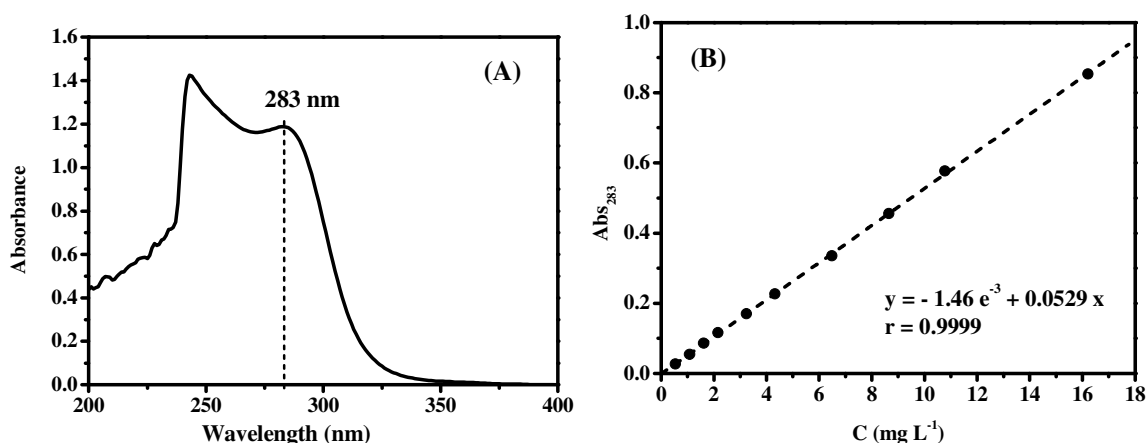 1.6
1.4
1.2
1.0
0.8
0.6
0.4
0.2
0.0
200
250
300
350
400
Absorbance
Wavelength (nm)
(A)
283 nm
1.0
0.8
0.6
0.4
0.2
0.0
0 2 4 6 8 10 12 14 16 18
Abs₂₈₃
C (mg L⁻¹)
(B)
y = - 1.46 e⁻³ + 0.0529 x
r = 0.9999